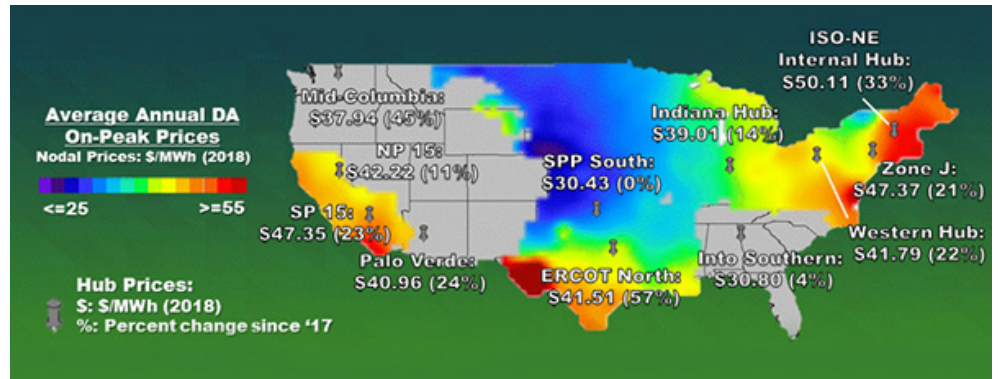 ISO-NE
Internal Hub:
$50.11 (33%)
Mid-Columbia:
$37.94 (45%)
Average Annual DA
On-Peak Prices
Nodal Prices: $/MWh (2018)
<=25
>=55
Indiana Hub:
$39.01 (14%)
NP 15:
$42.22 (11%)
SPP South:
$30.43 (0%)
Zone J:
$47.37 (21%)
SP 15:
$47.35 (23%)
Western Hub:
$41.79 (22%)
Palo Verde:
$40.96 (24%)
ERCOT North:
$41.51 (57%)
Into Southern:
$30.80 (4%)
Hub Prices:
$: $/MWh (2018)
%: Percent change since '17